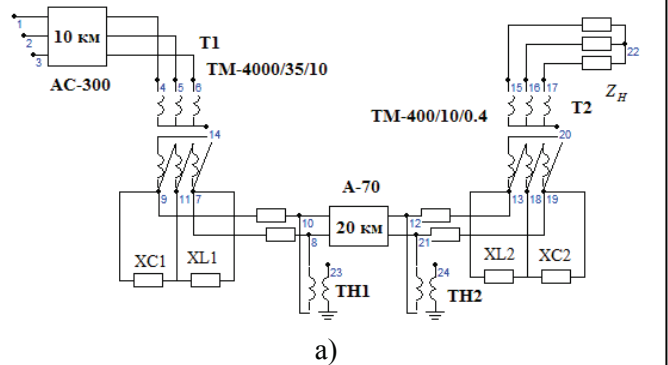 1
2
3
10 км
АС-300
Т1
ТМ-4000/35/10
4 5 6
14
9 11 7
XC1 XL1
10
8
А-70
20 км
12
21
23
ТН1
24
ТН2
ТМ-400/10/0.4
15 16 17
22
Z_H
Т2
20
13 18 19
XL2 XC2
а)